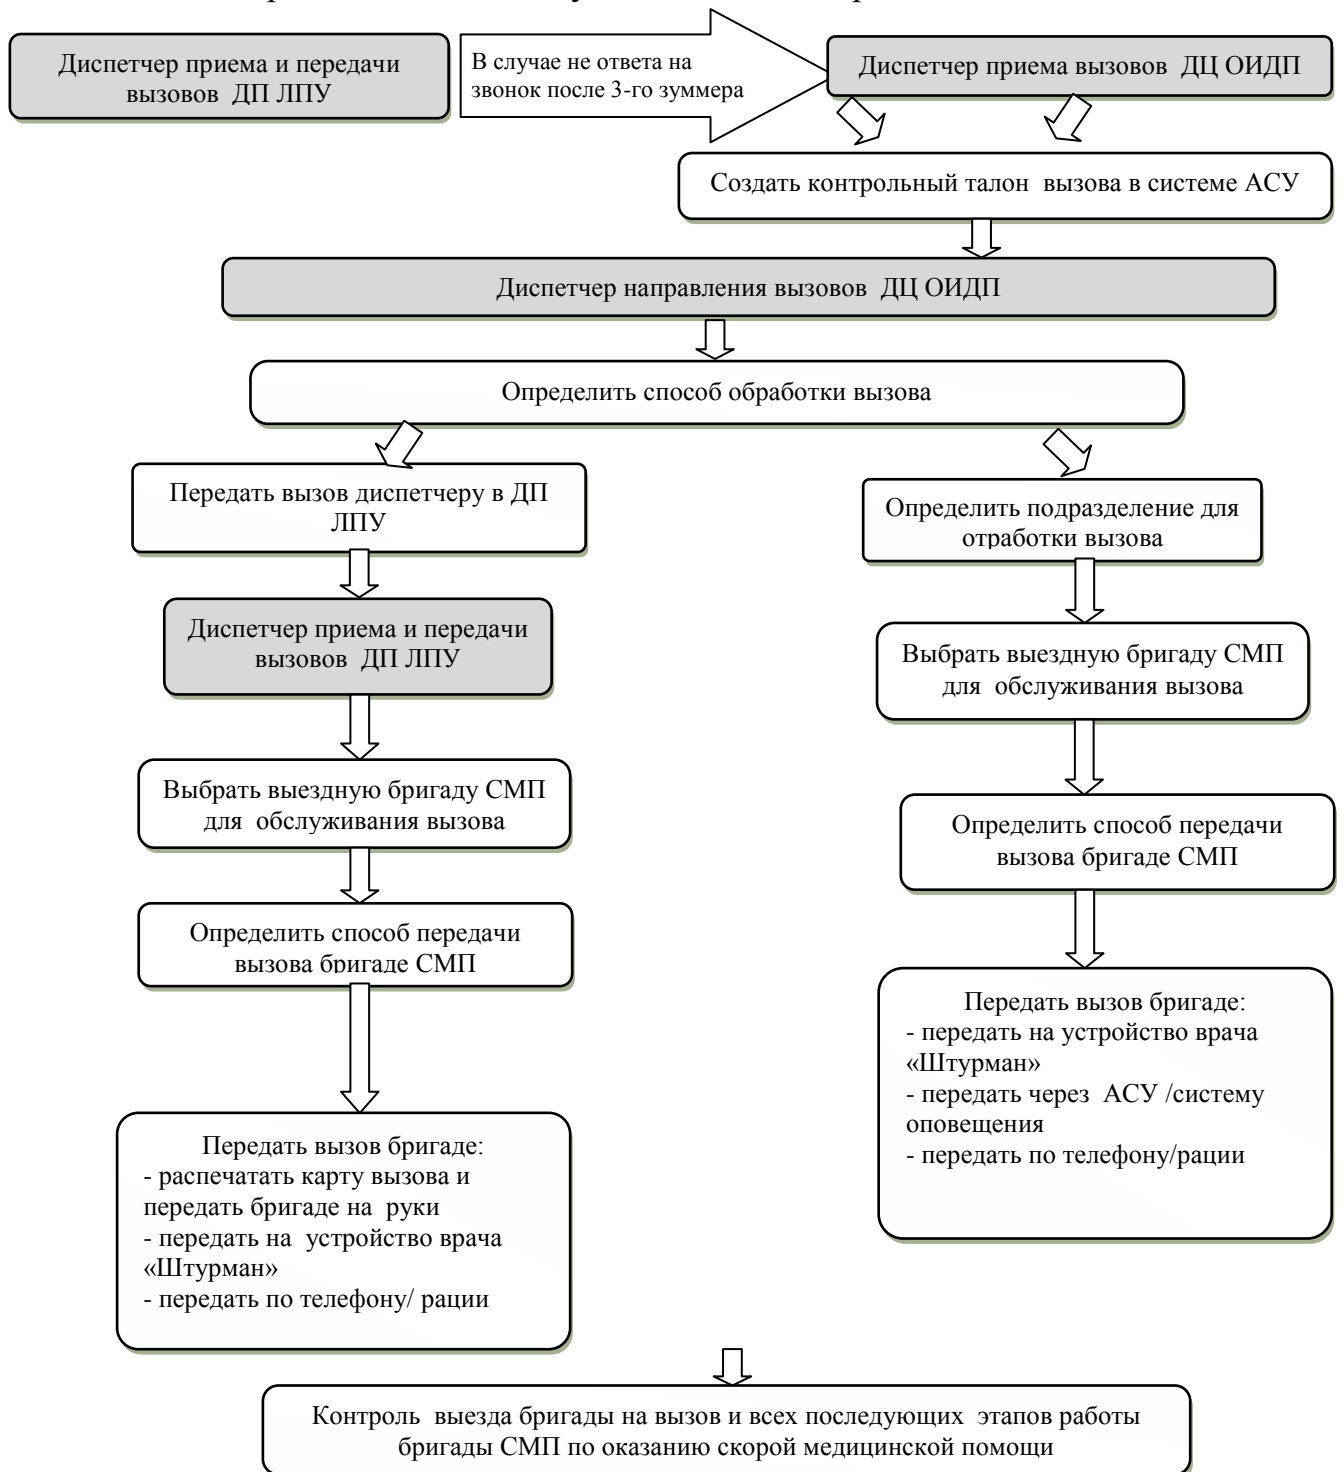 Диспетчер приема и передачи
вызовов ДП ЛПУ
В случае не ответа на
звонок после 3-го зуммера
Диспетчер приема вызовов ДЦ ОИДП
Создать контрольный талон вызова в системе АСУ
Диспетчер направления вызовов ДЦ ОИДП
Определить способ обработки вызова
Передать вызов диспетчеру в ДП
ЛПУ
Диспетчер приема и передачи
вызовов ДП ЛПУ
Выбрать выездную бригаду СМП
для обслуживания вызова
Определить способ передачи
вызова бригаде СМП
Передать вызов бригаде:
- распечатать карту вызова и
передать бригаде на руки
- передать на устройство врача
«Штурман»
- передать по телефону/ рации
Определить подразделение для
отработки вызова
Выбрать выездную бригаду СМП
для обслуживания вызова
Определить способ передачи
вызова бригаде СМП
Передать вызов бригаде:
- передать на устройство врача
«Штурман»
- передать через АСУ /систему
оповещения
- передать по телефону/рации
Контроль выезда бригады на вызов и всех последующих этапов работы
бригады СМП по оказанию скорой медицинской помощи